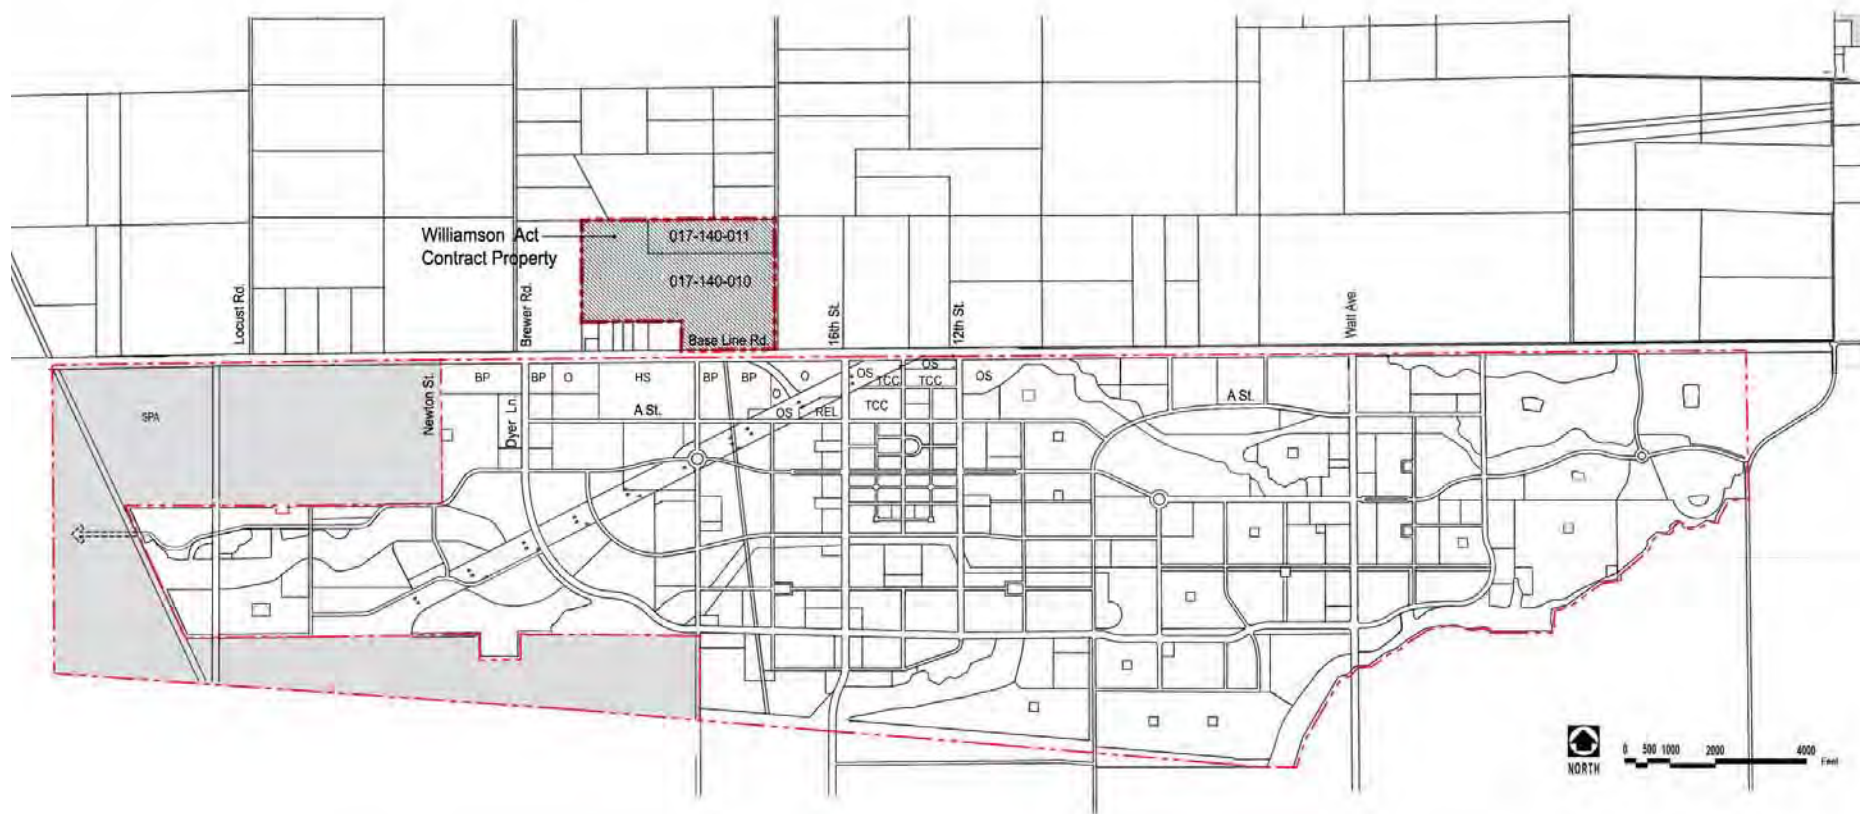 Williamson Act
Contract Property
017-140-011
017-140-010
Locust Rd.
Brewer Rd.
Base Line Rd.
16th St.
12th St.
Watt Ave.
SPA
Newton St.
BP
Dyer Ln.
BP
O
HS
BP
BP
O
O
OS
OS
TCC
TCC
OS
A St.
OS
REL
TCC
A St.
NORTH
0 500 1000 2000 4000
Feet